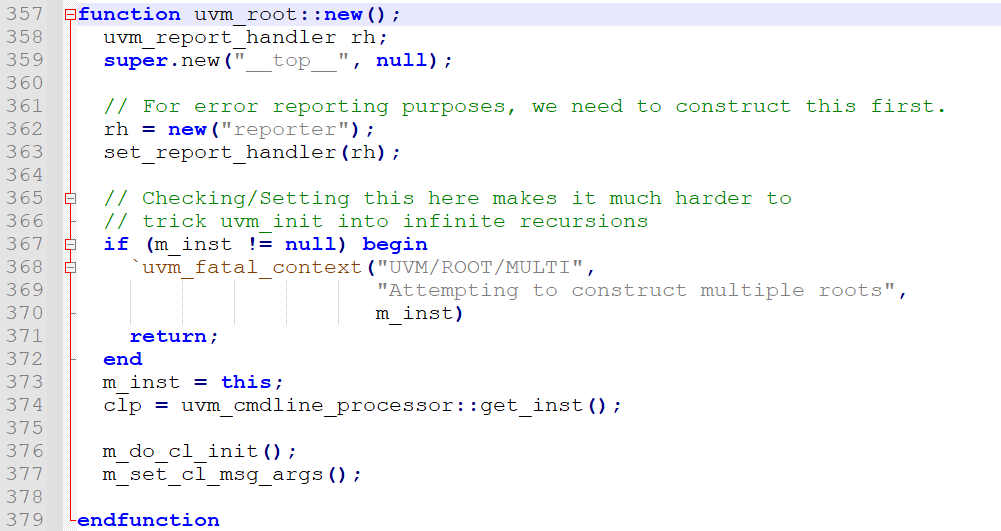 357 function uvm_root::new();
358 uvm_report_handler rh;
359 super.new("__top__", null);
360
361 // For error reporting purposes, we need to construct this first.
362 rh = new("reporter");
363 set_report_handler(rh);
364
365 // Checking/Setting this here makes it much harder to
366 // trick uvm_init into infinite recursions
367 if (m_inst != null) begin
368 `uvm_fatal_context("UVM/ROOT/MULTI",
369 "Attempting to construct multiple roots",
370 m_inst)
371 return;
372 end
373 m_inst = this;
374 clp = uvm_cmdline_processor::get_inst();
375
376 m_do_cl_init();
377 m_set_cl_msg_args();
378
379 endfunction